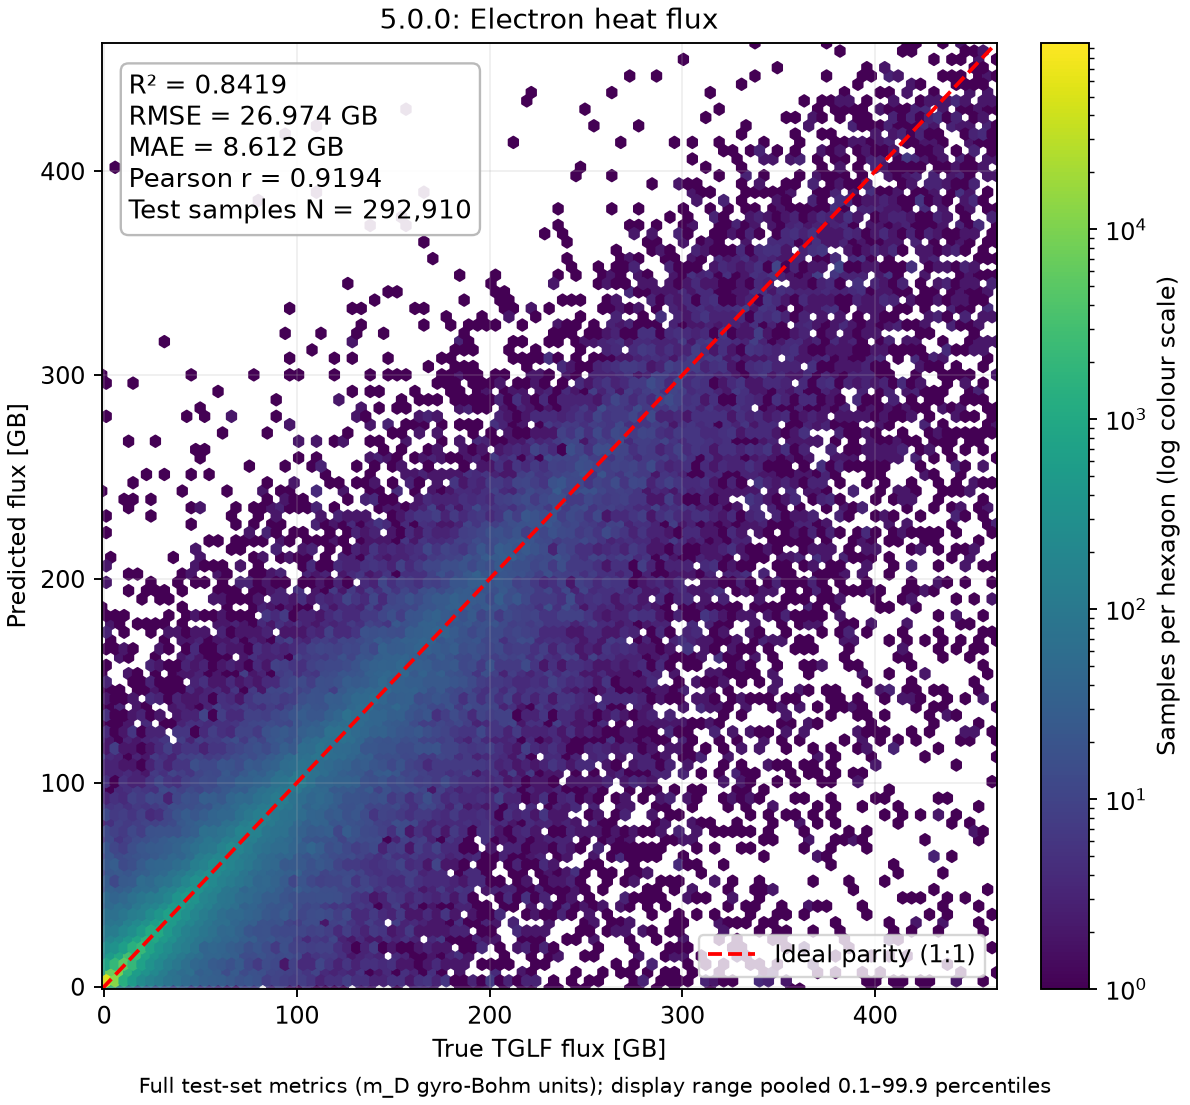 5.0.0: Electron heat flux
R² = 0.8419
RMSE = 26.974 GB
MAE = 8.612 GB
Pearson r = 0.9194
Test samples N = 292,910
Predicted flux [GB]
400
300
200
100
0
Ideal parity (1:1)
0 100 200 300 400
True TGLF flux [GB]
Full test-set metrics (m_D gyro-Bohm units); display range pooled 0.1–99.9 percentiles
10⁴
10³
10²
10¹
10⁰
Samples per hexagon (log colour scale)